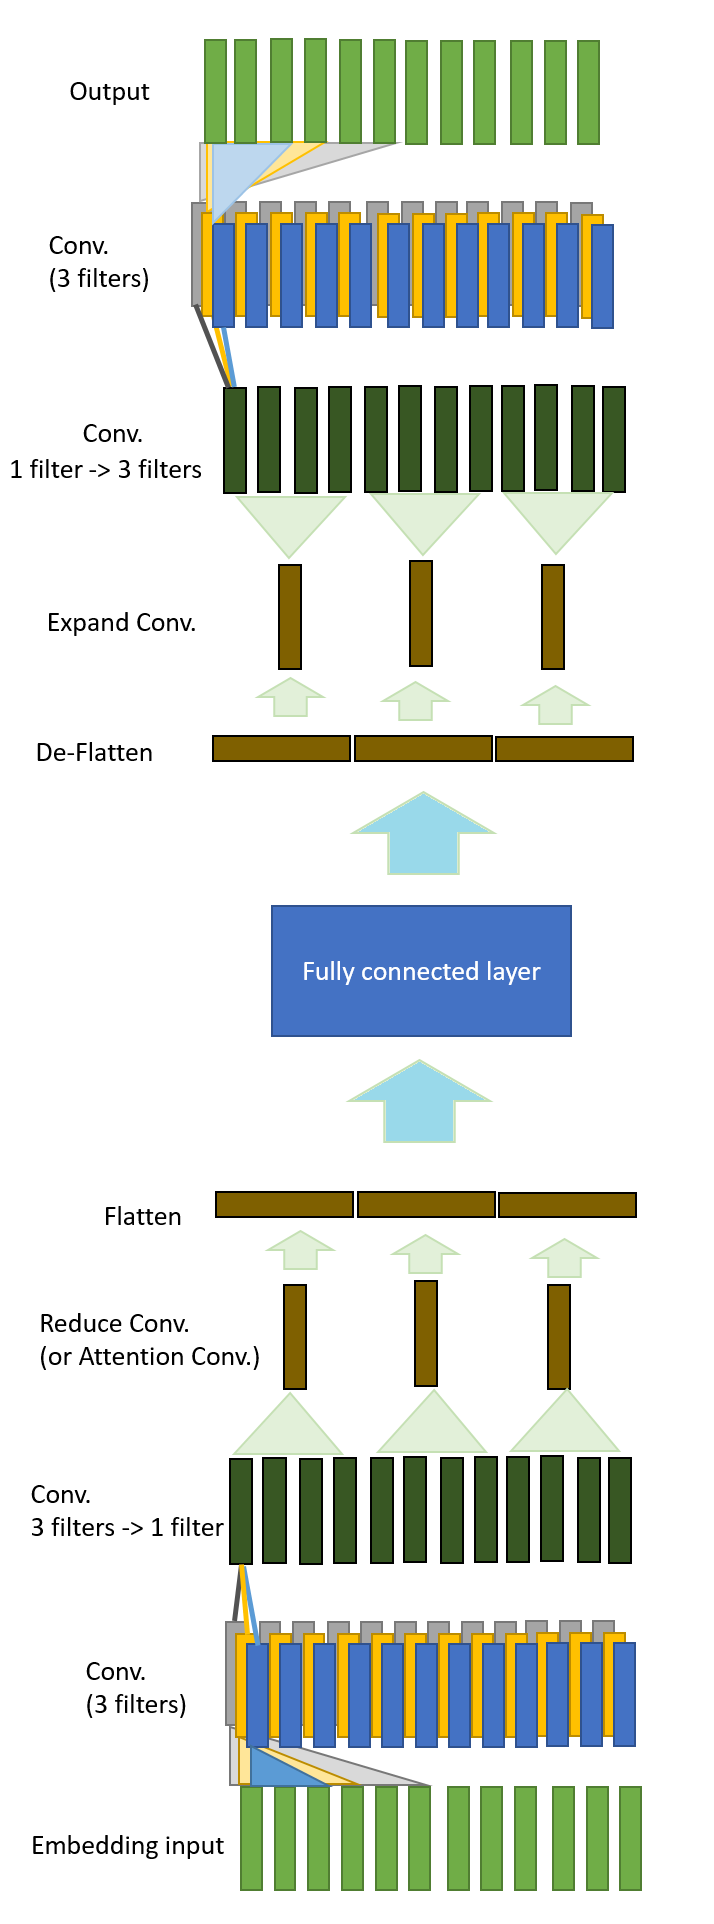 Output
Conv.
(3 filters)
Conv.
1 filter -> 3 filters
Expand Conv.
De-Flatten
Fully connected layer
Flatten
Reduce Conv.
(or Attention Conv.)
Conv.
3 filters -> 1 filter
Conv.
(3 filters)
Embedding input